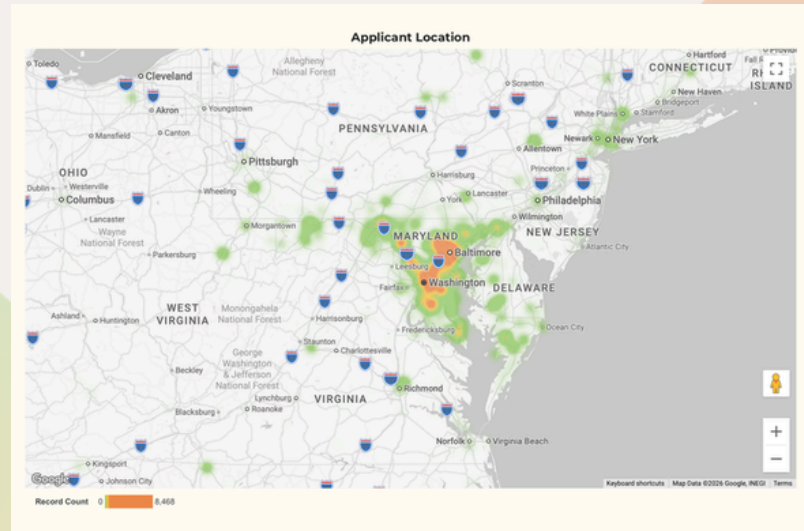 Applicant Location
Toledo
Cleveland
Akron
Youngstown
Canton
Mansfield
OHIO
Dublin
Westerville
Columbus
Lancaster
Wayne
National Forest
Parkersburg
Allegheny
National Forest
Scranton
Hartford
CONNECTICUT
New Haven
Bridgeport
Stamford
White Plains
RH
ISLAND
Providen
Fall R
PENNSYLVANIA
Pittsburgh
Wheeling
Morgantown
Allentown
Newark
New York
Princeton
Harrisburg
York
Lancaster
Philadelphia
Wilmington
NEW JERSEY
Atlantic City
MARYLAND
Baltimore
Leesburg
Washington
Fairfax
DELAWARE
Ocean City
Fredericksburg
WEST
VIRGINIA
Monongahela
National Forest
Harrisonburg
Staunton
Charlottesville
Ashland
Huntington
George
Washington
& Jefferson
National Forest
Beckley
Lynchburg
Roanoke
Blacksburg
VIRGINIA
Richmond
Norfolk
Virginia Beach
Kingsport
Johnson City
Google
Keyboard shortcuts
Map Data ©2026 Google, INEGI
Terms
Record Count
0
8,468